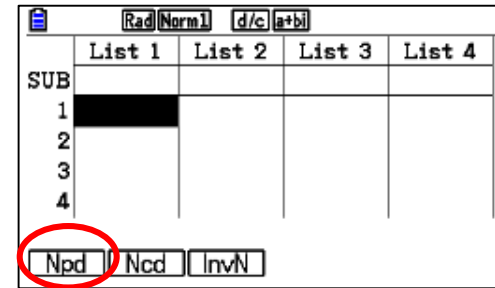 Rad Norm1 d/c a+bi
List 1 List 2 List 3 List 4
SUB
1
2
3
4
Npd Ncd InvN